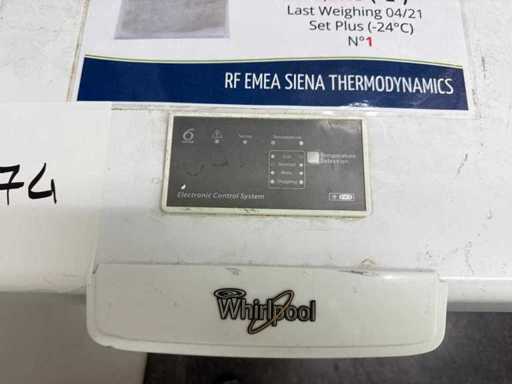 Last Weighing 04/21
Set Plus (-24°C)
N°1
RF EMEA SIENA THERMODYNAMICS
74
6
Temperature
Selection
Electronic Control System
Whirlpool